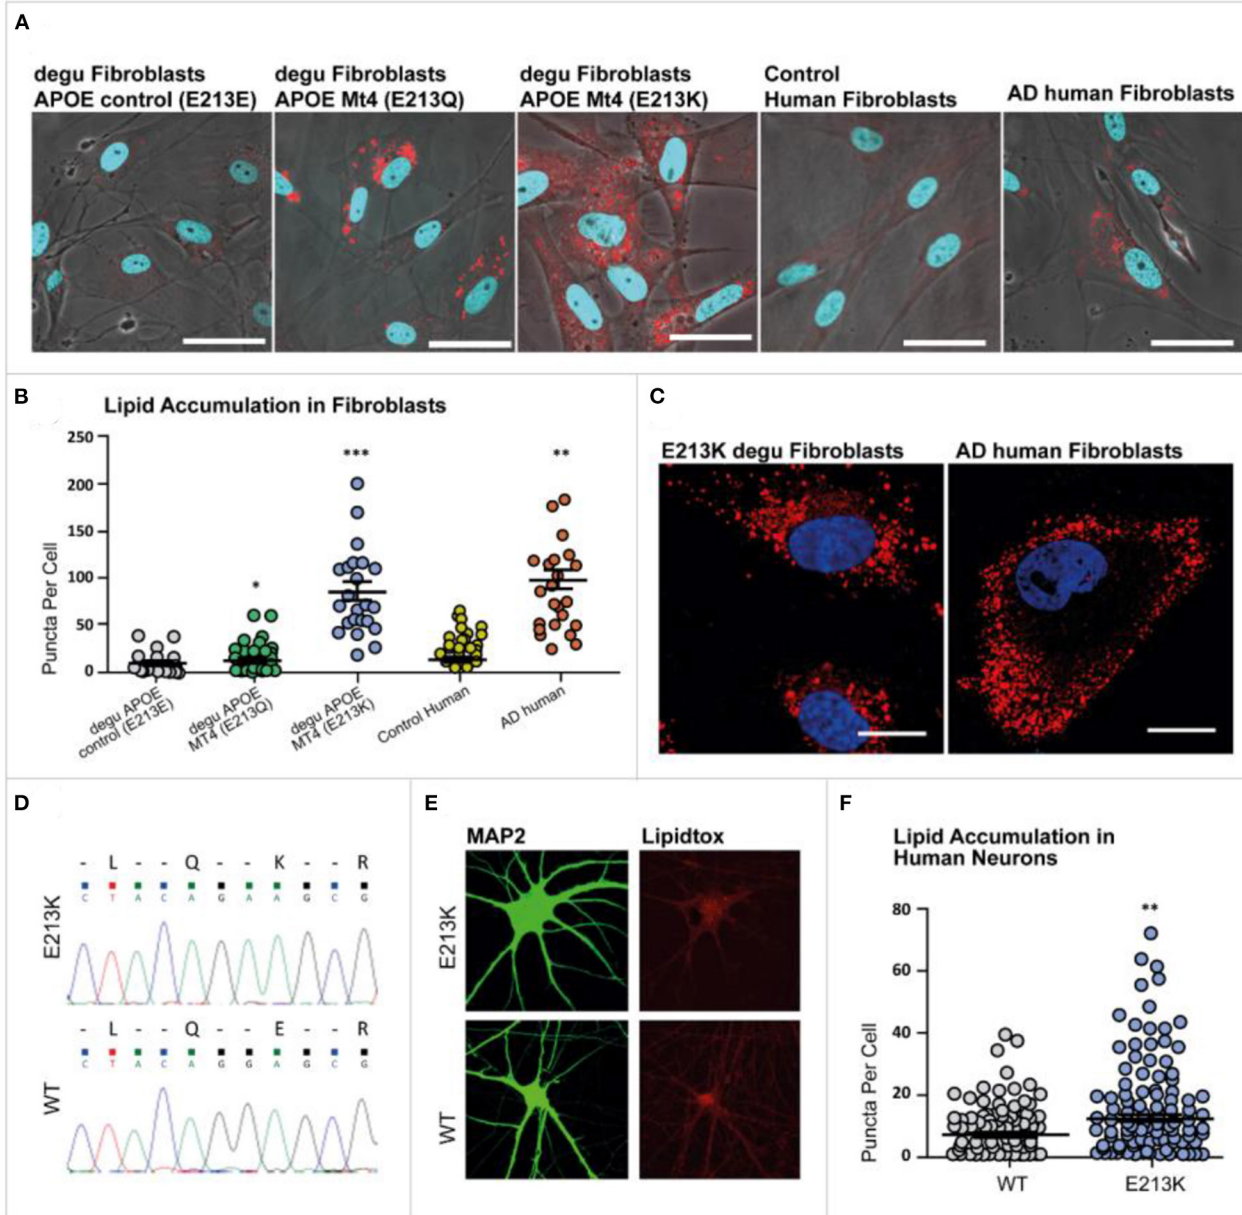 A
degu Fibroblasts
APOE control (E213E)
degu Fibroblasts
APOE Mt4 (E213Q)
degu Fibroblasts
APOE Mt4 (E213K)
Control
Human Fibroblasts
AD human Fibroblasts
B
Lipid Accumulation in Fibroblasts
Puncta Per Cell
250
200
150
100
50
0
*
***
**
degu APOE
control (E213E)
degu APOE
MT4 (E213Q)
degu APOE
MT4 (E213K)
Control Human
AD human
C
E213K degu Fibroblasts
AD human Fibroblasts
D
E213K
- L - - Q - - K - - R
C T A C A G A A G C G
WT
- L - - Q - - E - - R
C T A C A G G A G C G
E
MAP2
Lipidtox
E213K
WT
F
Lipid Accumulation in
Human Neurons
Puncta Per Cell
80
60
40
20
0
**
WT
E213K